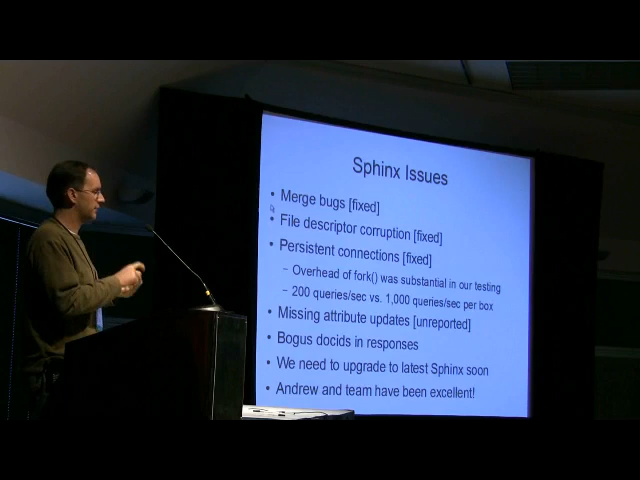 Sphinx Issues
• Merge bugs [fixed]
• File descriptor corruption [fixed]
• Persistent connections [fixed]
– Overhead of fork() was substantial in our testing
– 200 queries/sec vs. 1,000 queries/sec per box
• Missing attribute updates [unreported]
• Bogus docids in responses
• We need to upgrade to latest Sphinx soon
• Andrew and team have been excellent!